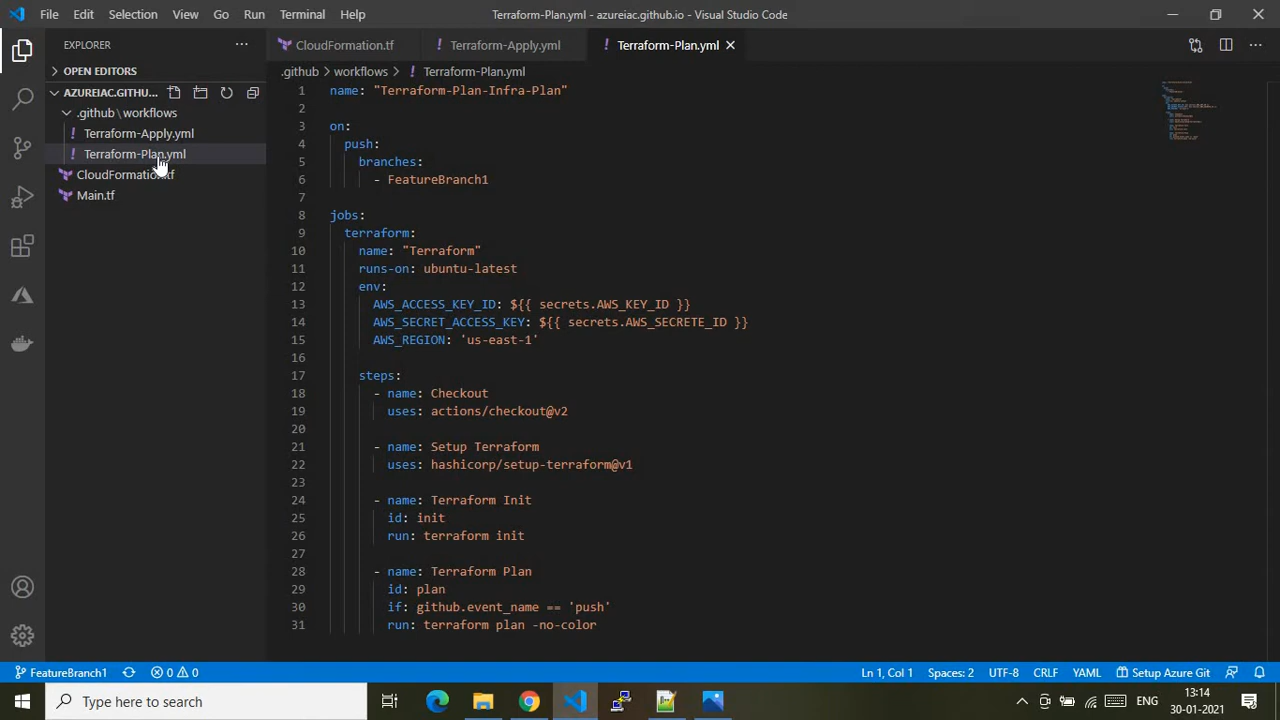 File Edit Selection View Go Run Terminal Help
Terraform-Plan.yml - azureiac.github.io - Visual Studio Code
EXPLORER
CloudFormation.tf
Terraform-Apply.yml
Terraform-Plan.yml
OPEN EDITORS
.github > workflows > ! Terraform-Plan.yml
AZUREIAC.GITHU...
.github \ workflows
! Terraform-Apply.yml
! Terraform-Plan.yml
CloudFormation.tf
Main.tf
1 name: "Terraform-Plan-Infra-Plan"
2
3 on:
4 push:
5 branches:
6 - FeatureBranch1
7
8 jobs:
9 terraform:
10 name: "Terraform"
11 runs-on: ubuntu-latest
12 env:
13 AWS_ACCESS_KEY_ID: ${{ secrets.AWS_KEY_ID }}
14 AWS_SECRET_ACCESS_KEY: ${{ secrets.AWS_SECRETE_ID }}
15 AWS_REGION: 'us-east-1'
16
17 steps:
18 - name: Checkout
19 uses: actions/checkout@v2
20
21 - name: Setup Terraform
22 uses: hashicorp/setup-terraform@v1
23
24 - name: Terraform Init
25 id: init
26 run: terraform init
27
28 - name: Terraform Plan
29 id: plan
30 if: github.event_name == 'push'
31 run: terraform plan -no-color
FeatureBranch1 0 0 Ln 1, Col 1 Spaces: 2 UTF-8 CRLF YAML Setup Azure Git
Type here to search
ENG
13:14
30-01-2021
1